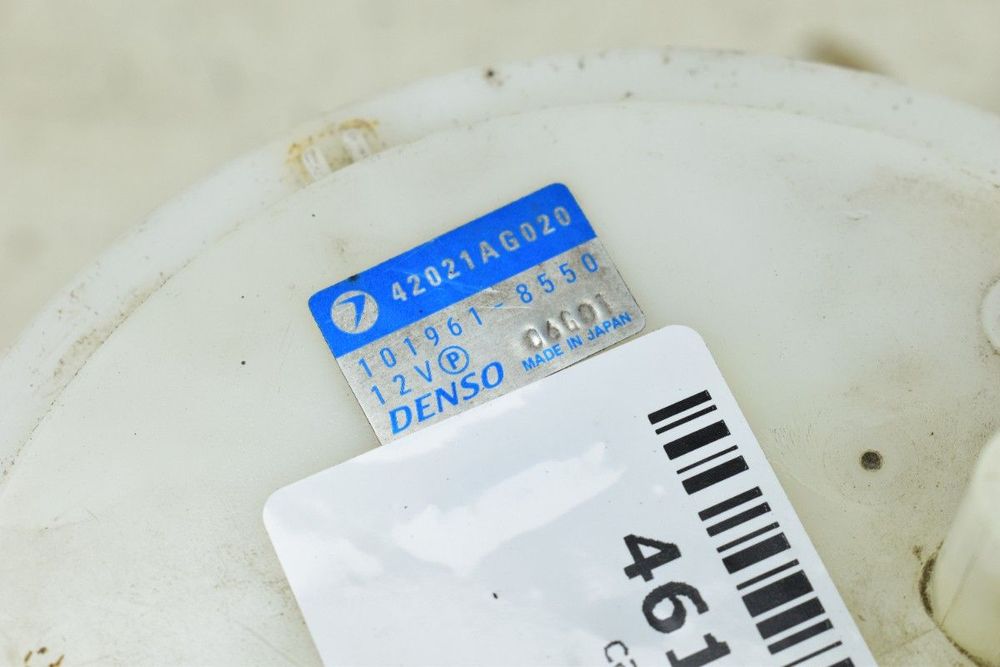 42021AG020
101961-8550
12V P 06G01
DENSO MADE IN JAPAN
461